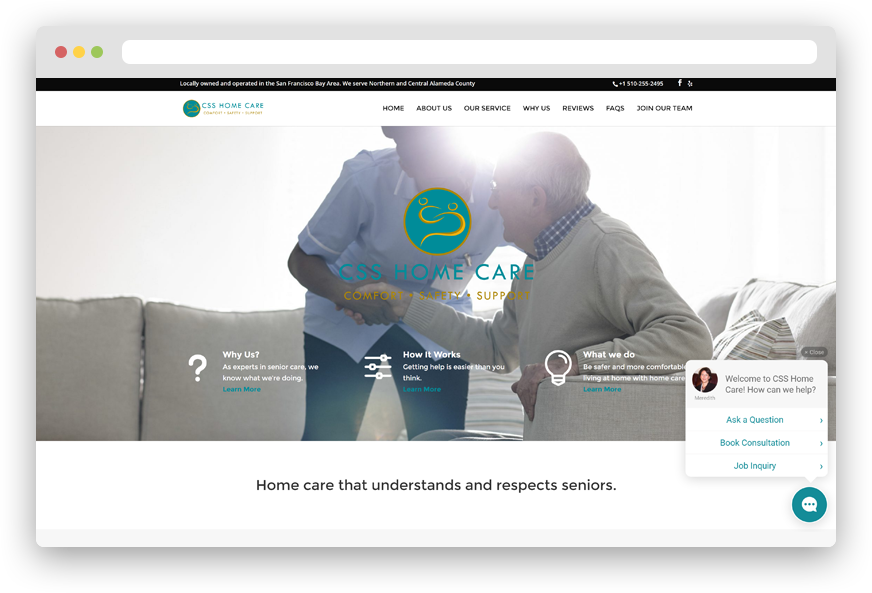 Locally owned and operated in the San Francisco Bay Area. We serve Northern and Central Alameda County
+1 510-255-2495
CSS HOME CARE
COMFORT • SAFETY • SUPPORT
HOME ABOUT US OUR SERVICE WHY US REVIEWS FAQS JOIN OUR TEAM
CSS HOME CARE
COMFORT • SAFETY • SUPPORT
Why Us?
As experts in senior care, we
know what we're doing.
Learn More
How It Works
Getting help is easier than you
think.
Learn More
What we do
Be safer and more comfortable
living at home with home care
Learn More
× Close
Meredith
Welcome to CSS Home
Care! How can we help?
Ask a Question
Book Consultation
Job Inquiry
Home care that understands and respects seniors.